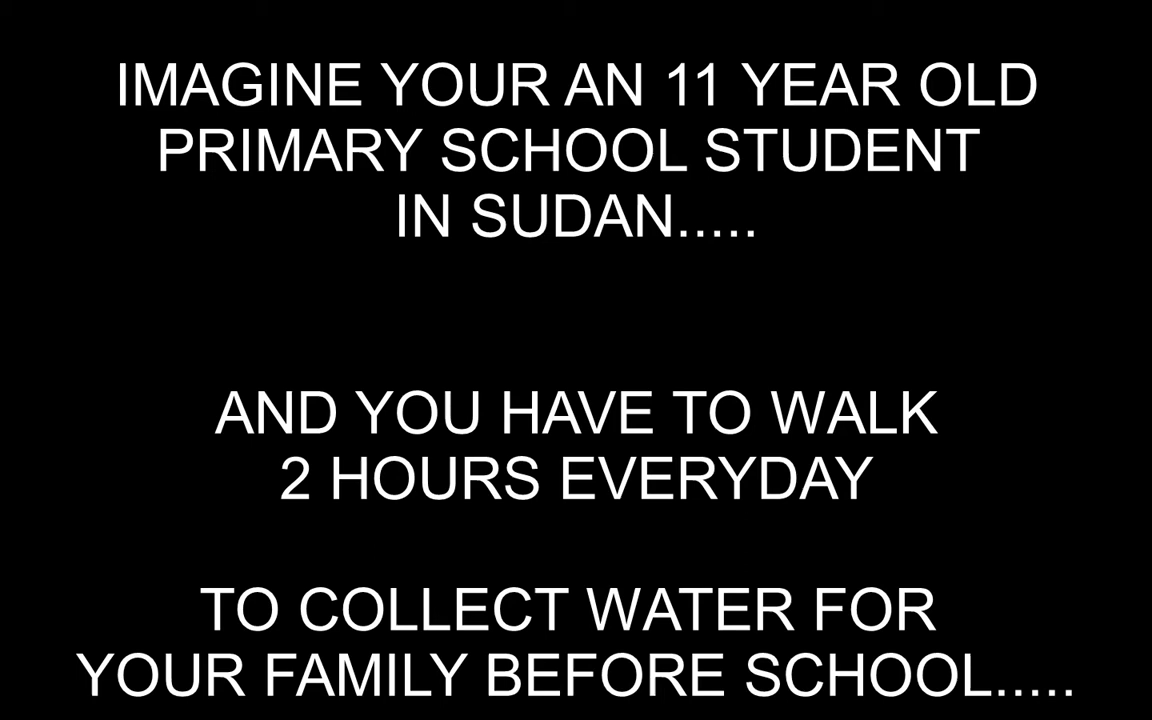 IMAGINE YOUR AN 11 YEAR OLD
PRIMARY SCHOOL STUDENT
IN SUDAN.....
AND YOU HAVE TO WALK
2 HOURS EVERYDAY
TO COLLECT WATER FOR
YOUR FAMILY BEFORE SCHOOL.....